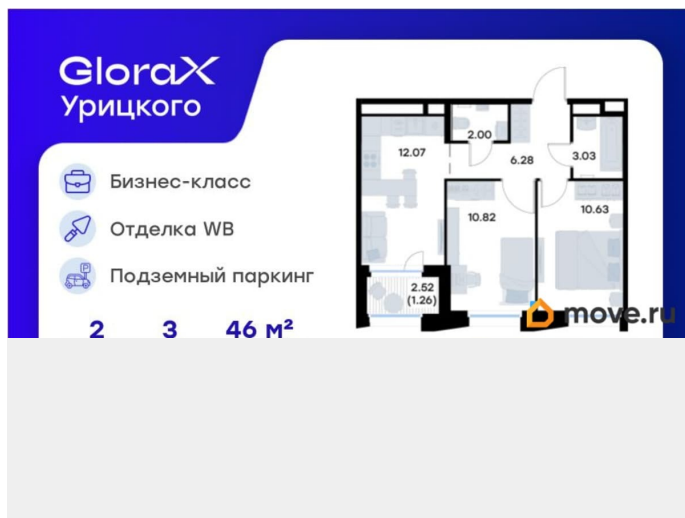 GloraX
Урицкого
Бизнес-класс
Отделка WB
Подземный паркинг
2 3 46 м²
2.00
12.07
6.28
3.03
10.82
10.63
2.52
(1.26)
move.ru